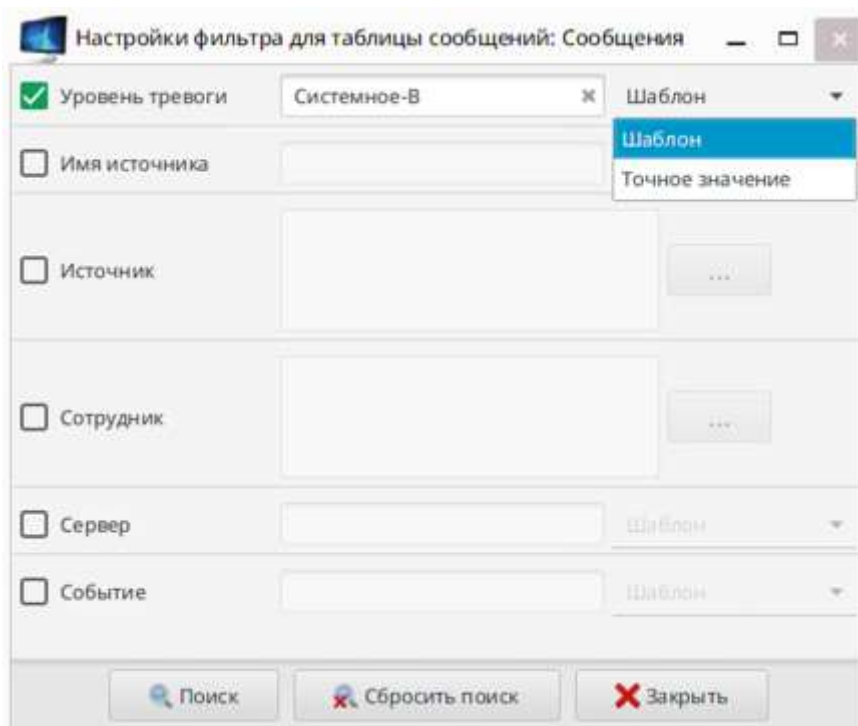 Настройки фильтра для таблицы сообщений: Сообщения
Уровень тревоги Системное-В Шаблон
Шаблон
Точное значение
Имя источника
Источник ...
Сотрудник ...
Сервер Шаблон
Событие Шаблон
Поиск Сбросить поиск Закрыть